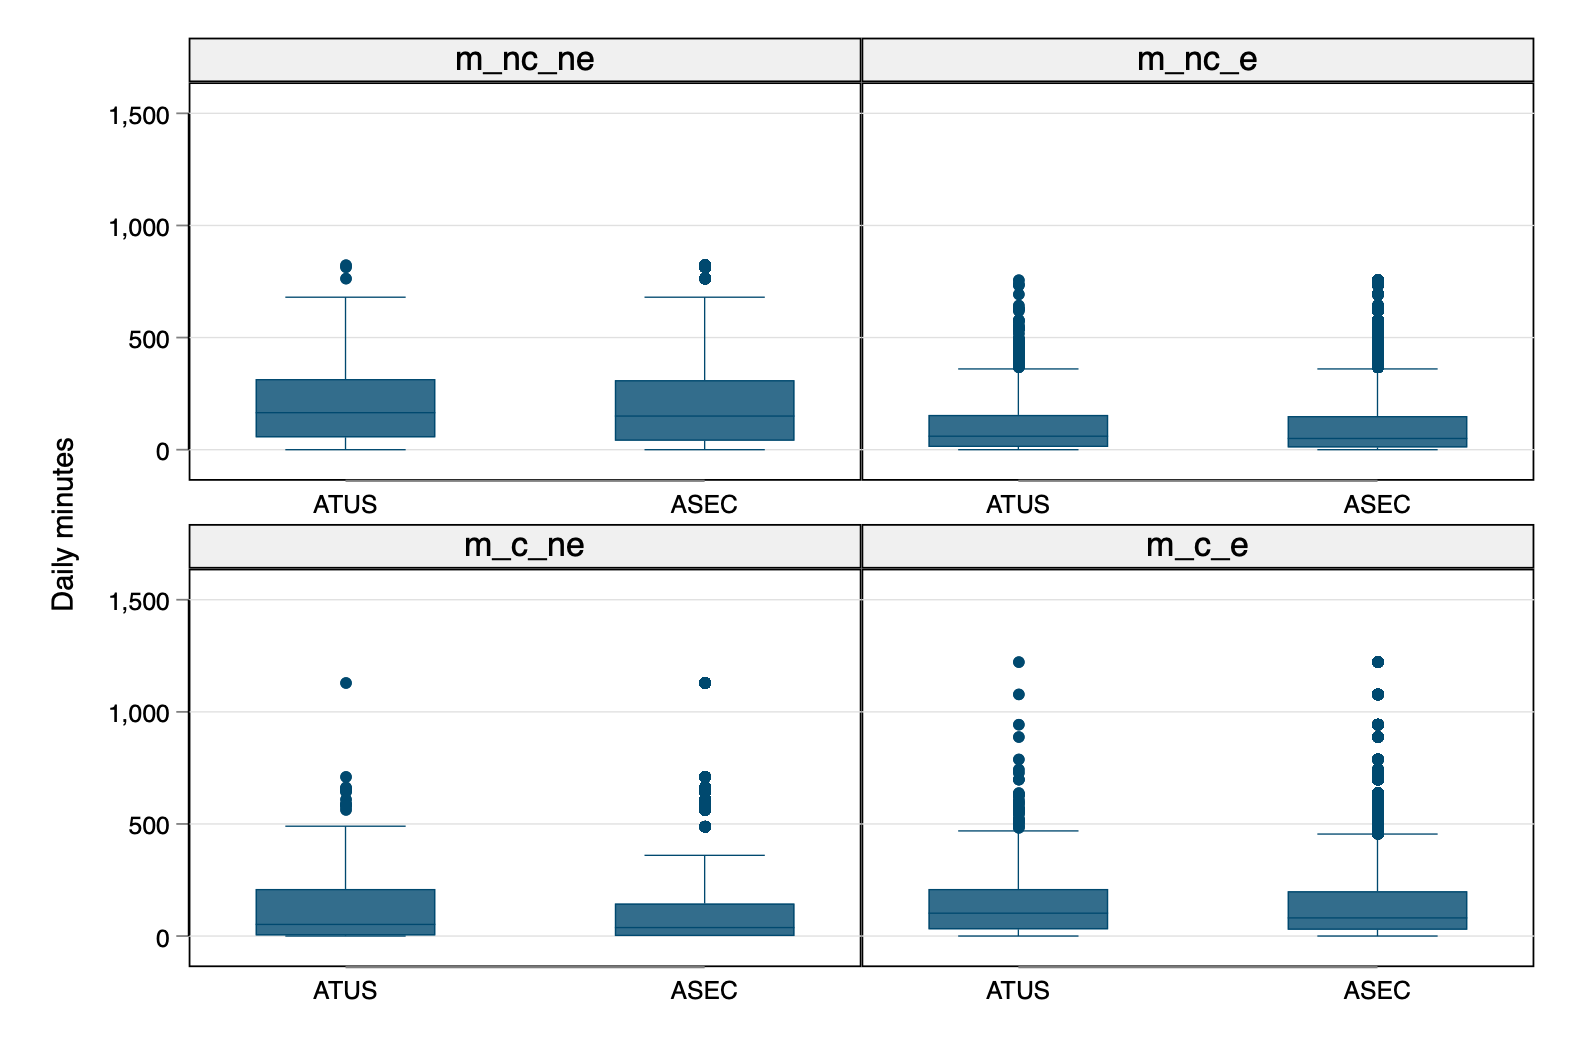 m_nc_ne
m_nc_e
1,500
1,000
500
0
ATUS
ASEC
ATUS
ASEC
Daily minutes
m_c_ne
m_c_e
1,500
1,000
500
0
ATUS
ASEC
ATUS
ASEC